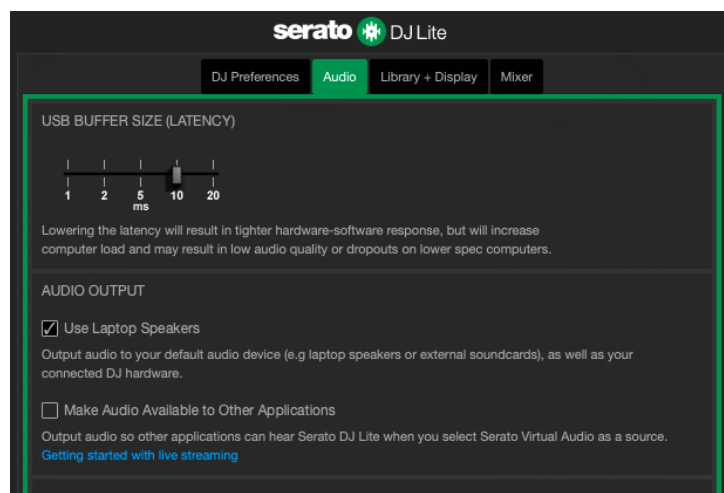 serato DJ Lite
DJ Preferences Audio Library + Display Mixer
USB BUFFER SIZE (LATENCY)
1 2 5 10 20
ms
Lowering the latency will result in tighter hardware-software response, but will increase
computer load and may result in low audio quality or dropouts on lower spec computers.
AUDIO OUTPUT
Use Laptop Speakers
Output audio to your default audio device (e.g laptop speakers or external soundcards), as well as your
connected DJ hardware.
Make Audio Available to Other Applications
Output audio so other applications can hear Serato DJ Lite when you select Serato Virtual Audio as a source.
Getting started with live streaming